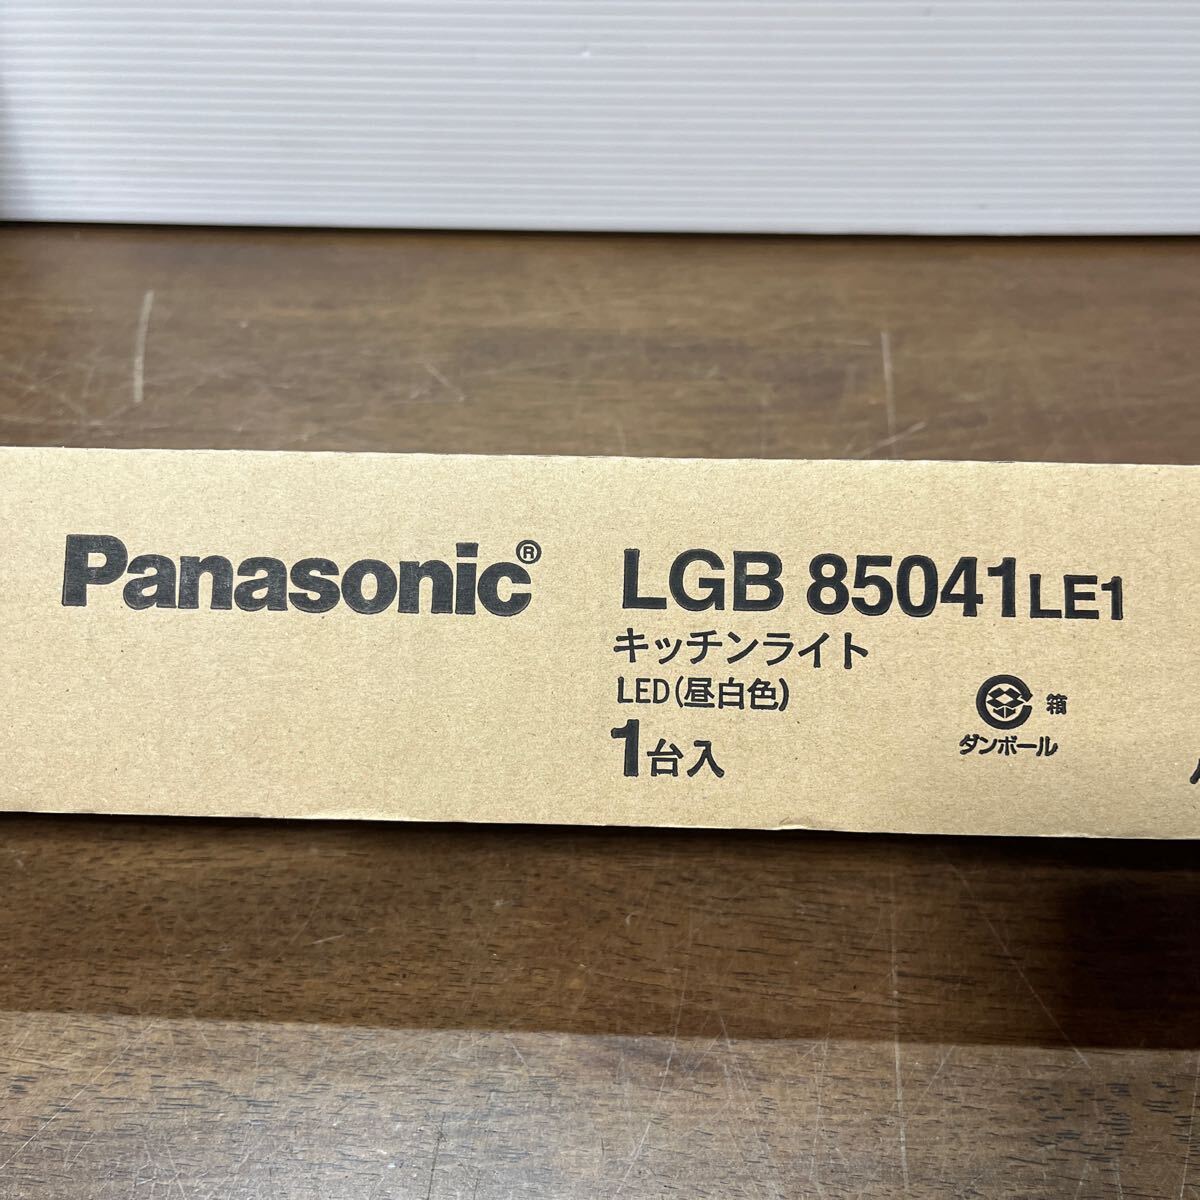 Panasonic®
LGB 85041LE1
キッチンライト
LED(昼白色)
1台入
箱
ダンボール